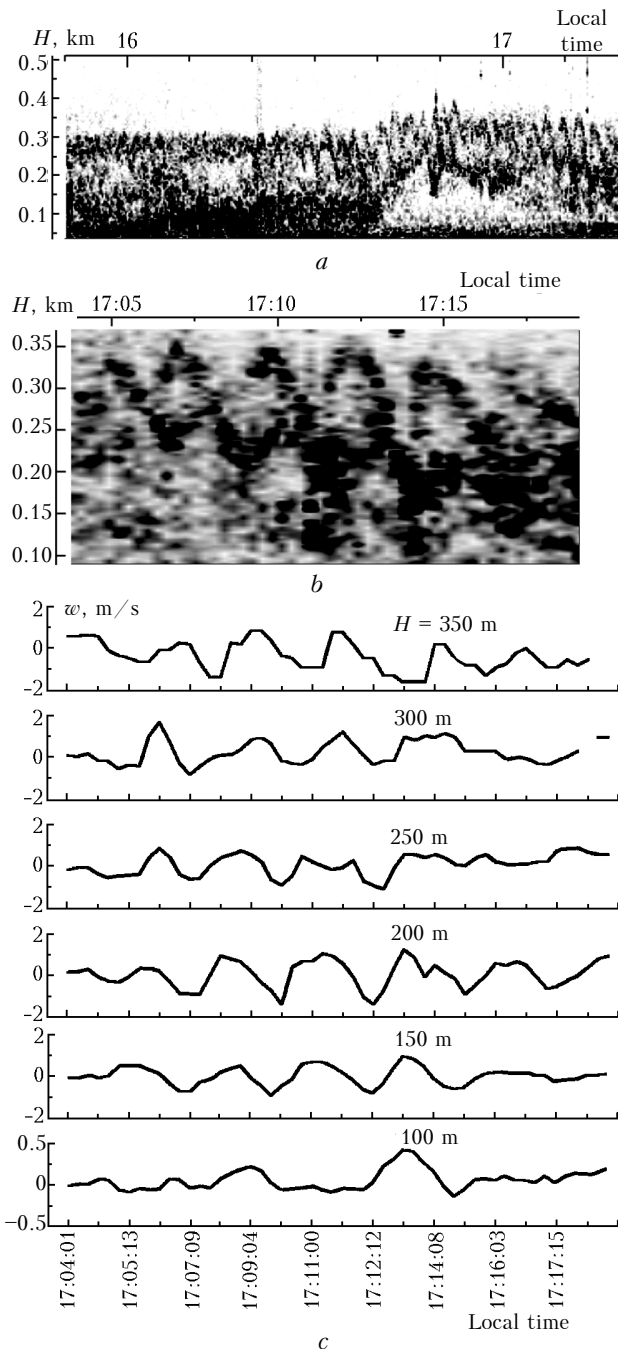 Local
H, km 16 17 time
0.5
0.4
0.3
0.2
0.1
a
Local time
H, km 17:05 17:10 17:15
0.35
0.30
0.25
0.20
0.15
0.10
b
2 w, m/s
0 H = 350 m
−2
2 300 m
0
−2
2 250 m
0
−2
2 200 m
0
−2
2 150 m
0
−2
0.5 100 m
0
−0.5
17:04:01 17:05:13 17:07:09 17:09:04 17:11:00 17:12:12 17:14:08 17:16:03 17:17:15
Local time
c